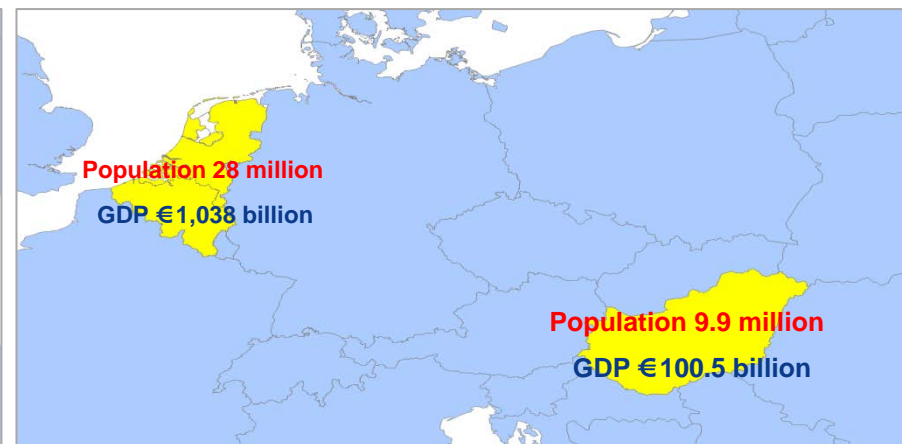 Population 28 million
GDP €1,038 billion
Population 9.9 million
GDP €100.5 billion